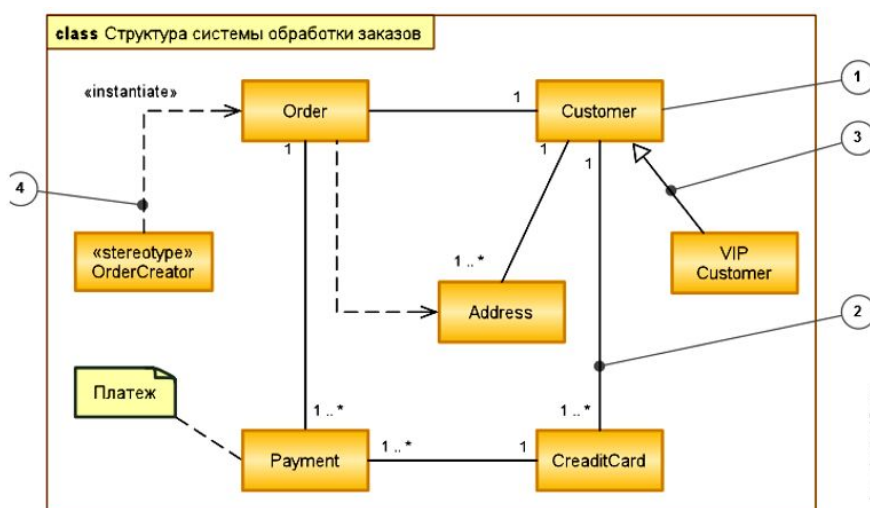 class Структура системы обработки заказов
1
«instantiate»
Order
1
Customer
3
1
1
1
4
«stereotype»
OrderCreator
VIP
Customer
1 .. *
Address
2
Платеж
1 .. *
1 .. *
Payment
1 .. *
1
CreaditCard